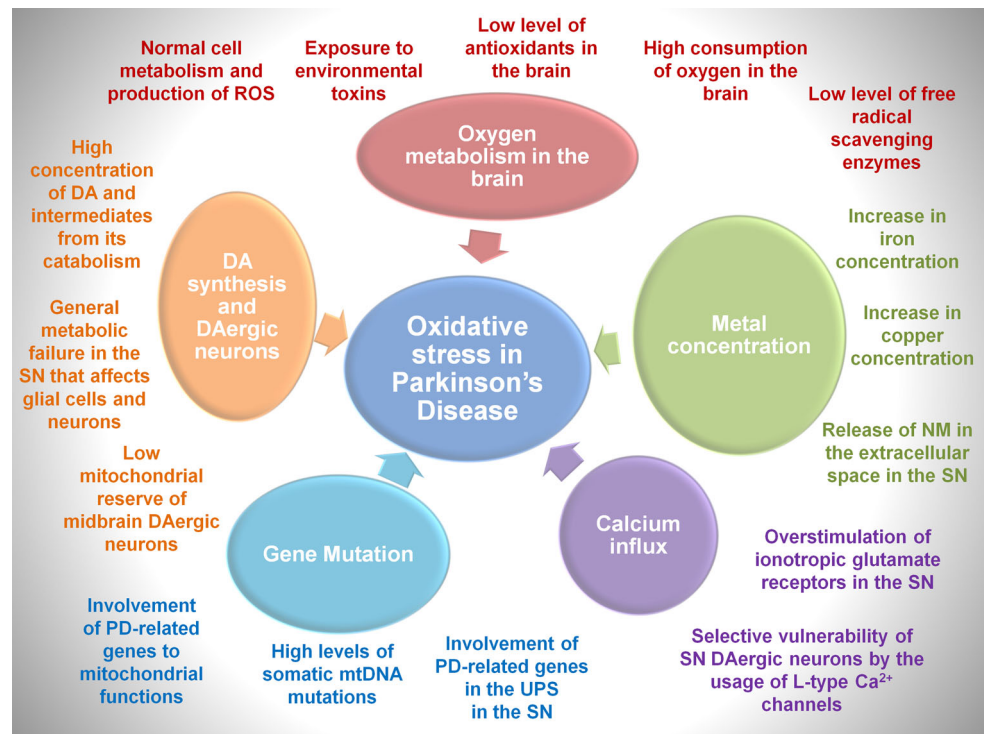 Normal cell
metabolism and
production of ROS
Exposure to
environmental
toxins
Low level of
antioxidants in
the brain
High consumption
of oxygen in the
brain
Low level of free
radical
scavenging
enzymes
Oxygen
metabolism in the
brain
High
concentration
of DA and
intermediates
from its
catabolism
General
metabolic
failure in the
SN that affects
glial cells and
neurons
Low
mitochondrial
reserve of
midbrain DAergic
neurons
DA
synthesis
and
DAergic
neurons
Oxidative
stress in
Parkinson’s
Disease
Metal
concentration
Increase in
iron
concentration
Increase in
copper
concentration
Release of NM in
the extracellular
space in the SN
Gene Mutation
Calcium
influx
Involvement
of PD-related
genes to
mitochondrial
functions
High levels of
somatic mtDNA
mutations
Involvement of
PD-related genes
in the UPS
in the SN
Overstimulation of
ionotropic glutamate
receptors in the SN
Selective vulnerability of
SN DAergic neurons by the
usage of L-type Ca²⁺
channels